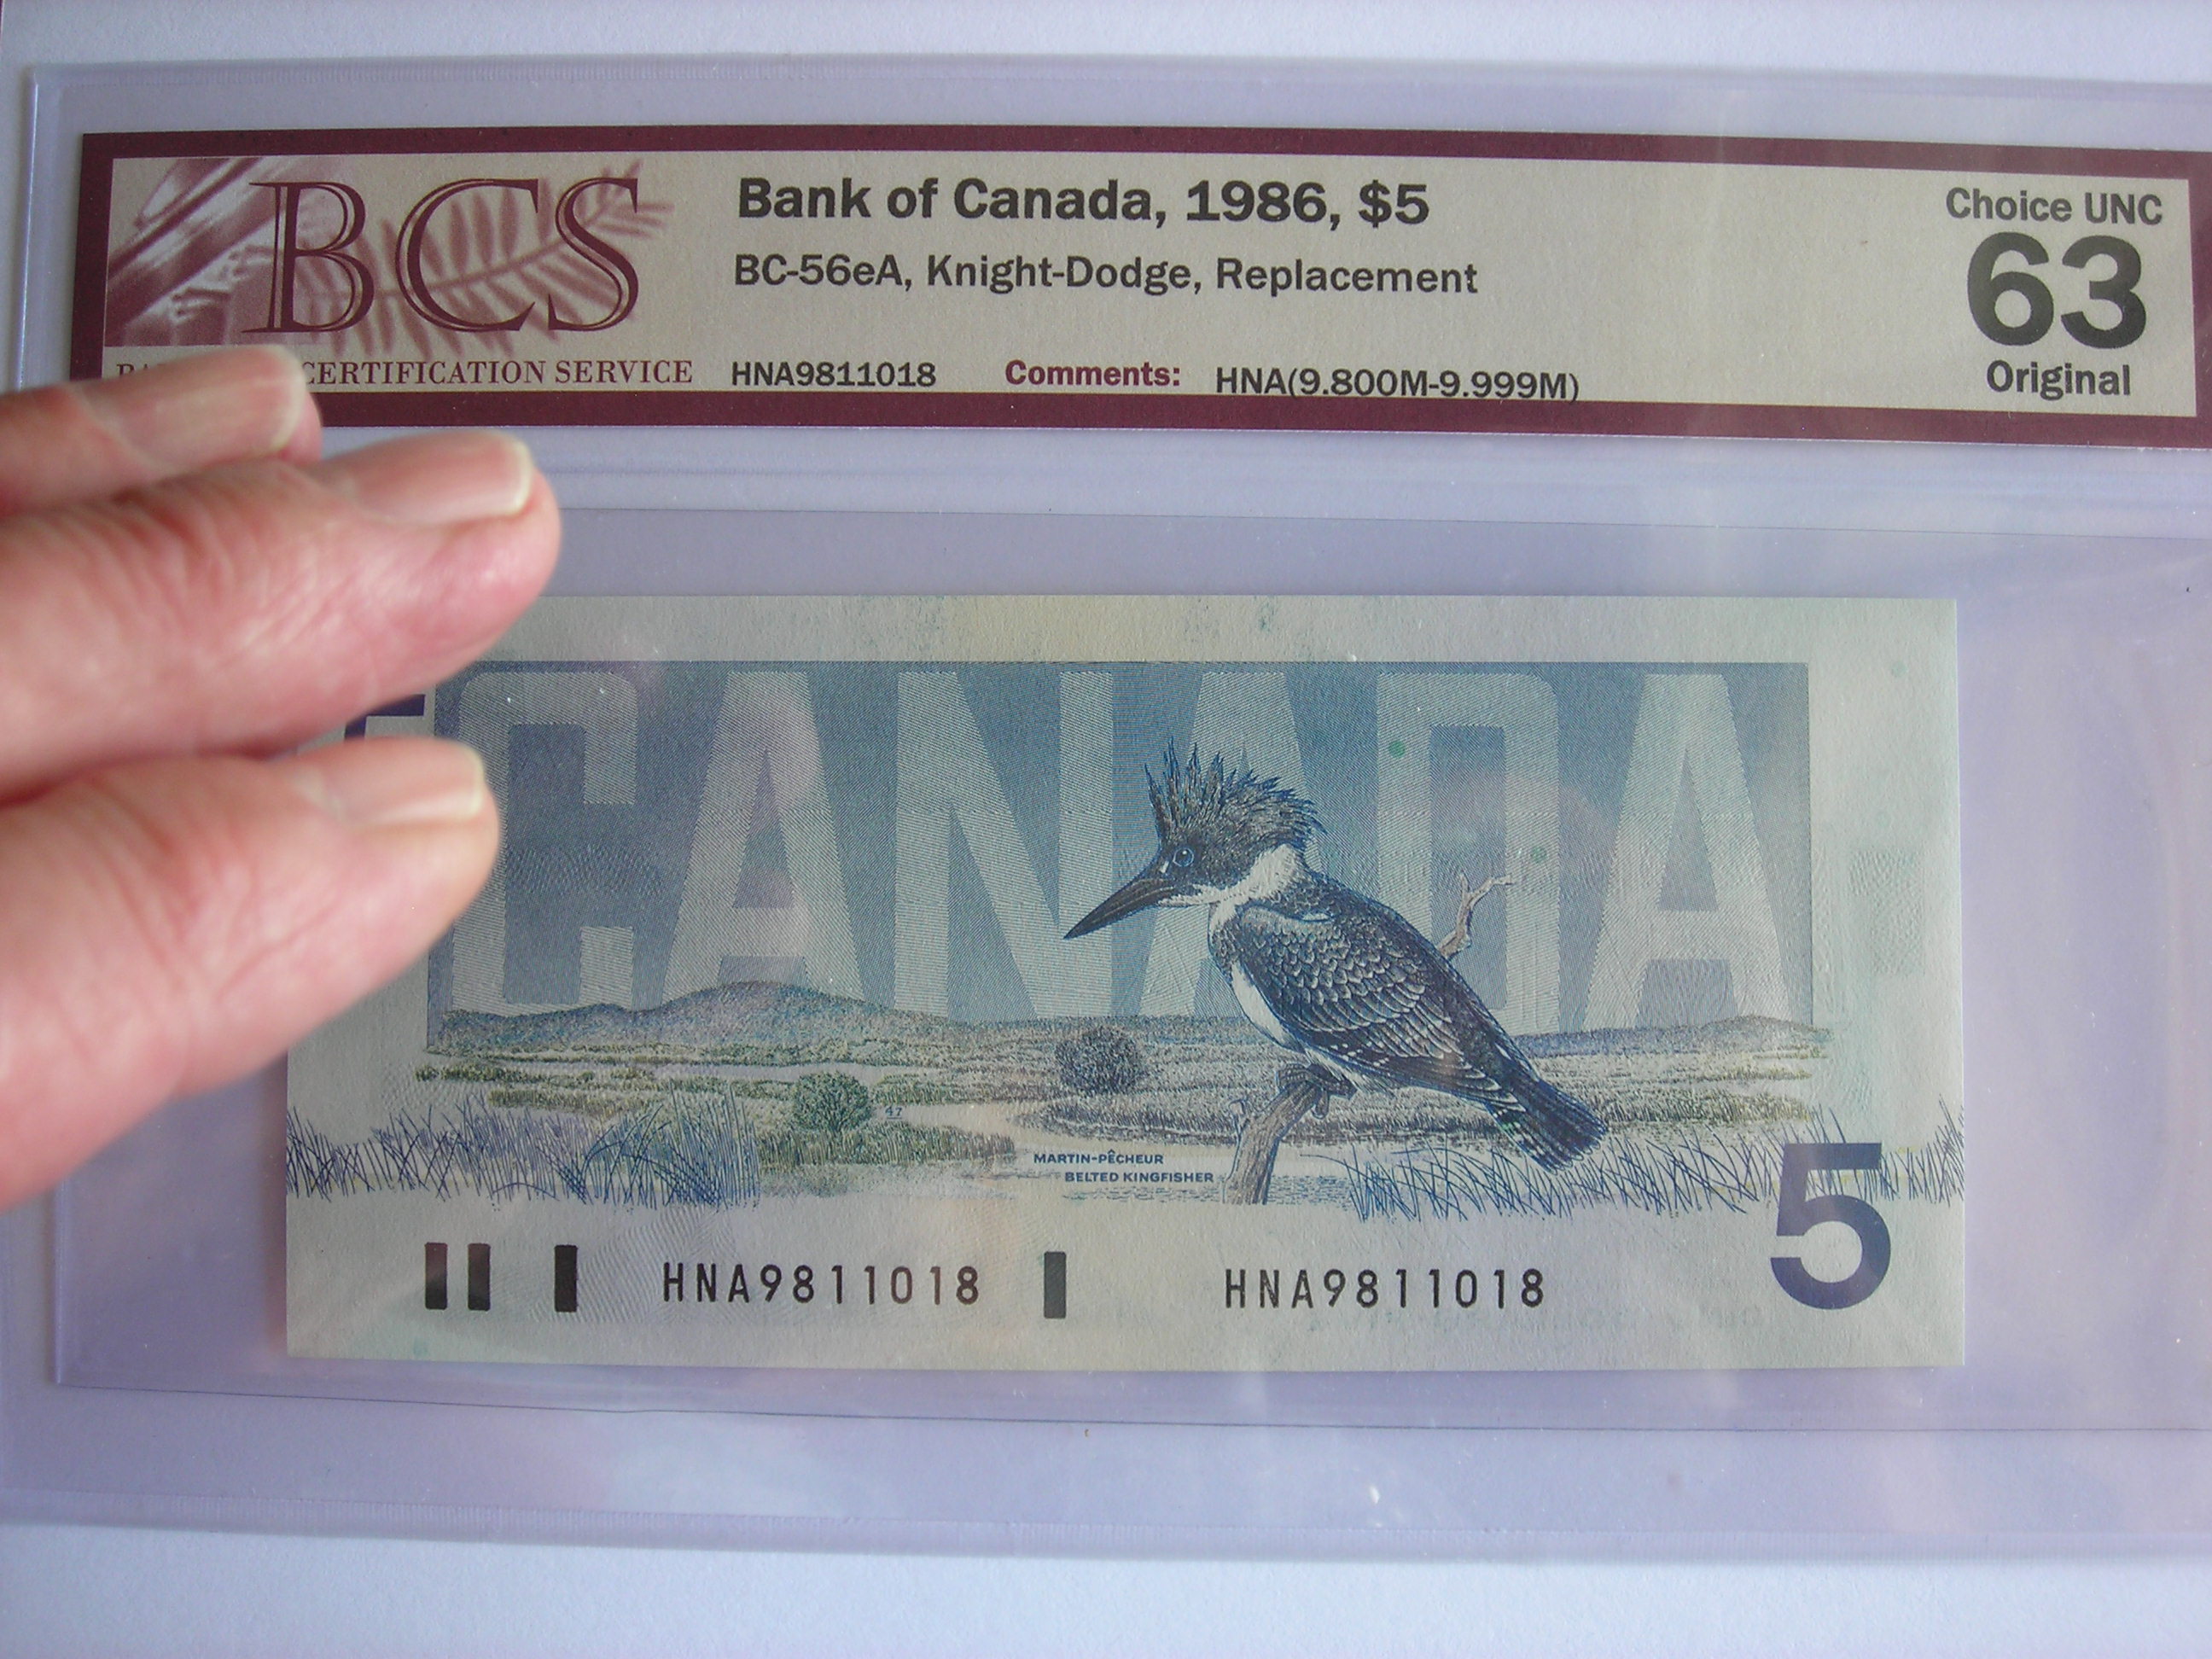 BCS
Bank of Canada, 1986, $5
BC-56eA, Knight-Dodge, Replacement
CERTIFICATION SERVICE
HNA9811018 Comments: HNA(9.800M-9.999M)
Choice UNC
63
Original
CANADA
47
MARTIN-PÊCHEUR
BELTED KINGFISHER
5
HNA9811018 HNA9811018